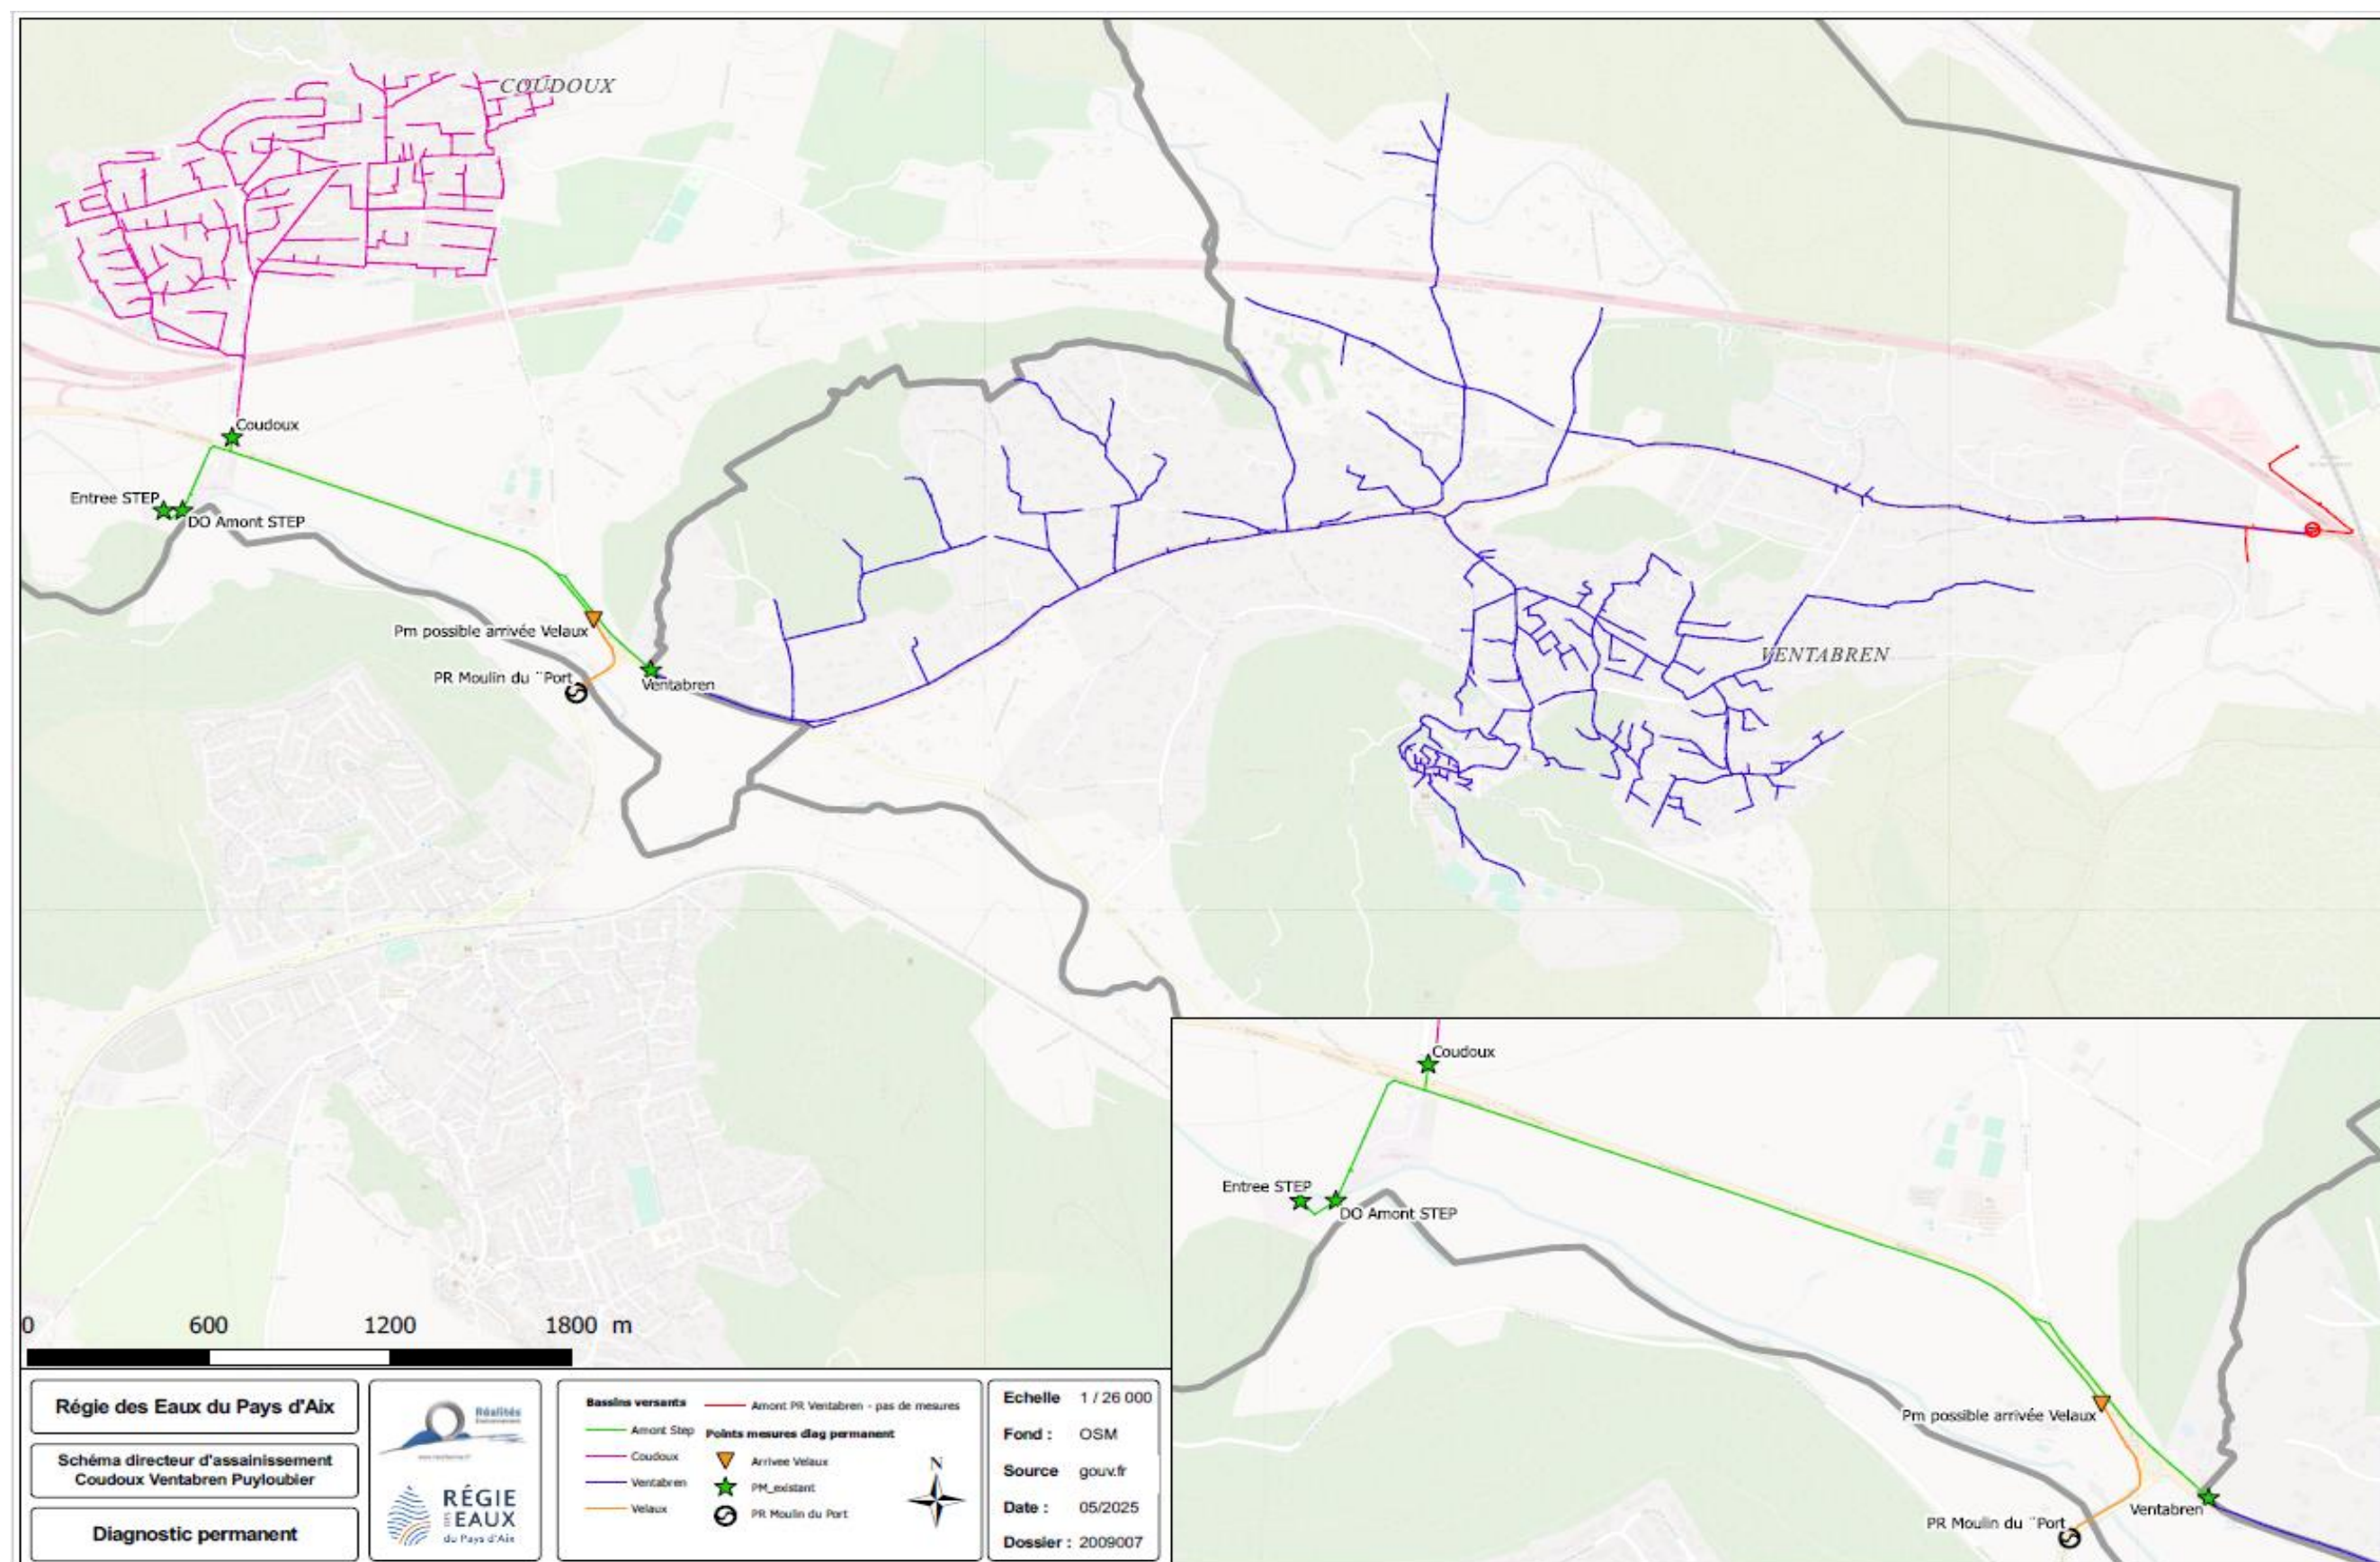 COUDOUX
Coudoux
Entree STEP
DO Amont STEP
Pm possible arrivée Velaux
PR Moulin du ¨Port
Ventabren
VENTABREN
0 600 1200 1800 m
Coudoux
Entree STEP
DO Amont STEP
Pm possible arrivée Velaux
Ventabren
PR Moulin du ¨Port
Régie des Eaux du Pays d'Aix
Schéma directeur d'assainissement
Coudoux Ventabren Puyloubier
Diagnostic permanent
Réalités
Environnement
RÉGIE
DES EAUX
du Pays d'Aix
Bassins versants
Amont Step
Coudoux
Ventabren
Velaux
Amont PR Ventabren - pas de mesures
Points mesures diag permanent
Arrivee Velaux
PM_existant
PR Moulin du Port
N
Echelle 1 / 26 000
Fond : OSM
Source gouv.fr
Date : 05/2025
Dossier : 2009007